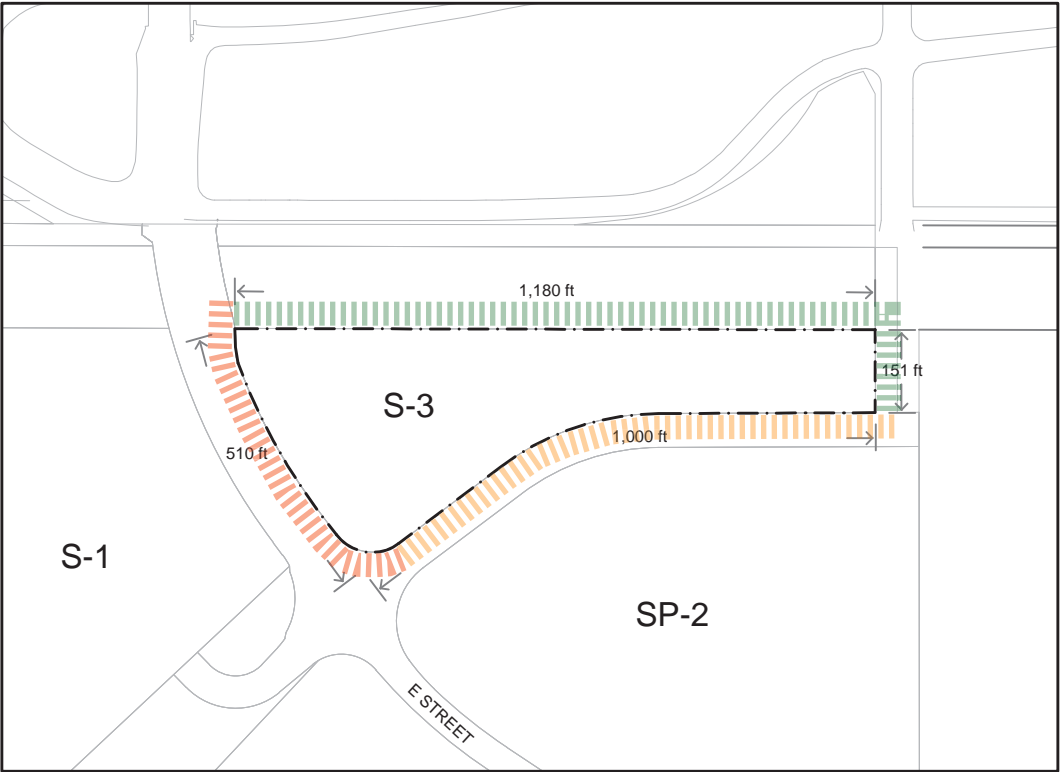 1,180 ft
151 ft
S-3
1,000 ft
510 ft
S-1
SP-2
E STREET